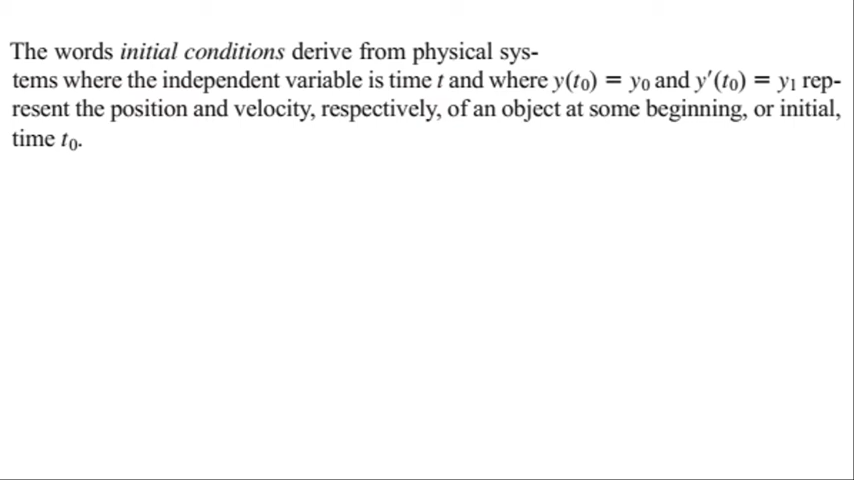 The words initial conditions derive from physical sys-
tems where the independent variable is time t and where y(t₀) = y₀ and y′(t₀) = y₁ rep-
resent the position and velocity, respectively, of an object at some beginning, or initial,
time t₀.